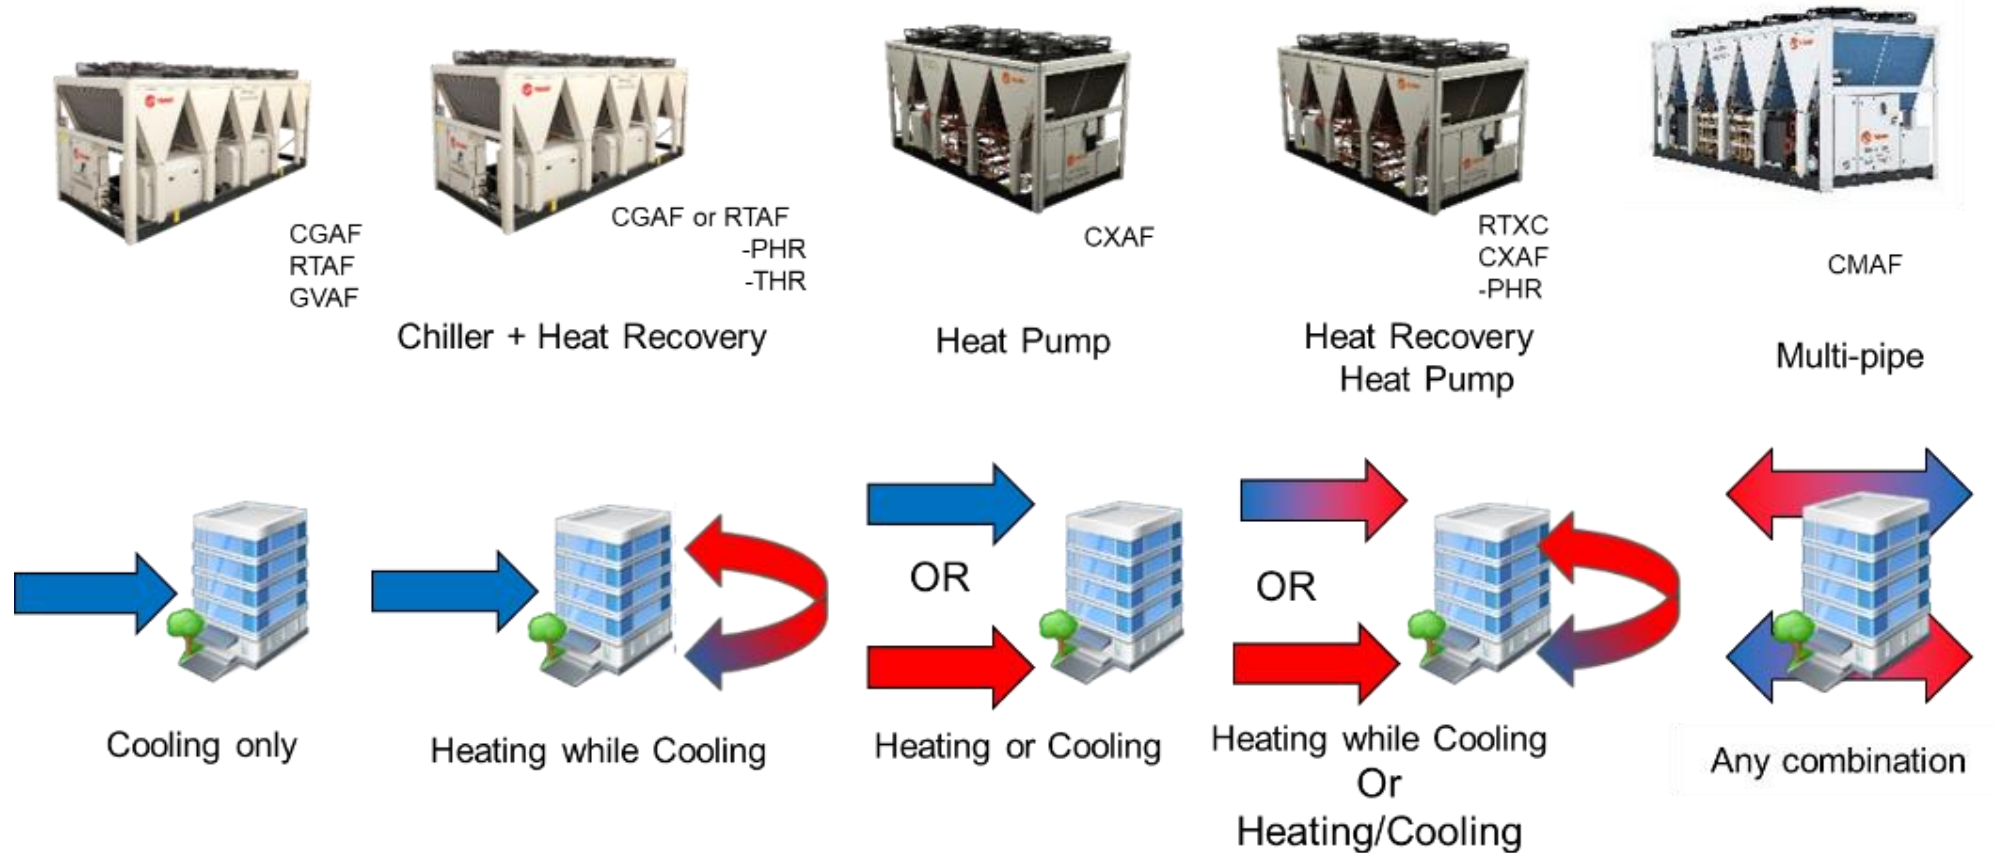 CGAF
RTAF
GVAF
CGAF or RTAF
-PHR
-THR
CXAF
RTXC
CXAF
-PHR
CMAF
Chiller + Heat Recovery
Heat Pump
Heat Recovery
Heat Pump
Multi-pipe
OR
OR
Cooling only
Heating while Cooling
Heating or Cooling
Heating while Cooling
Or
Heating/Cooling
Any combination